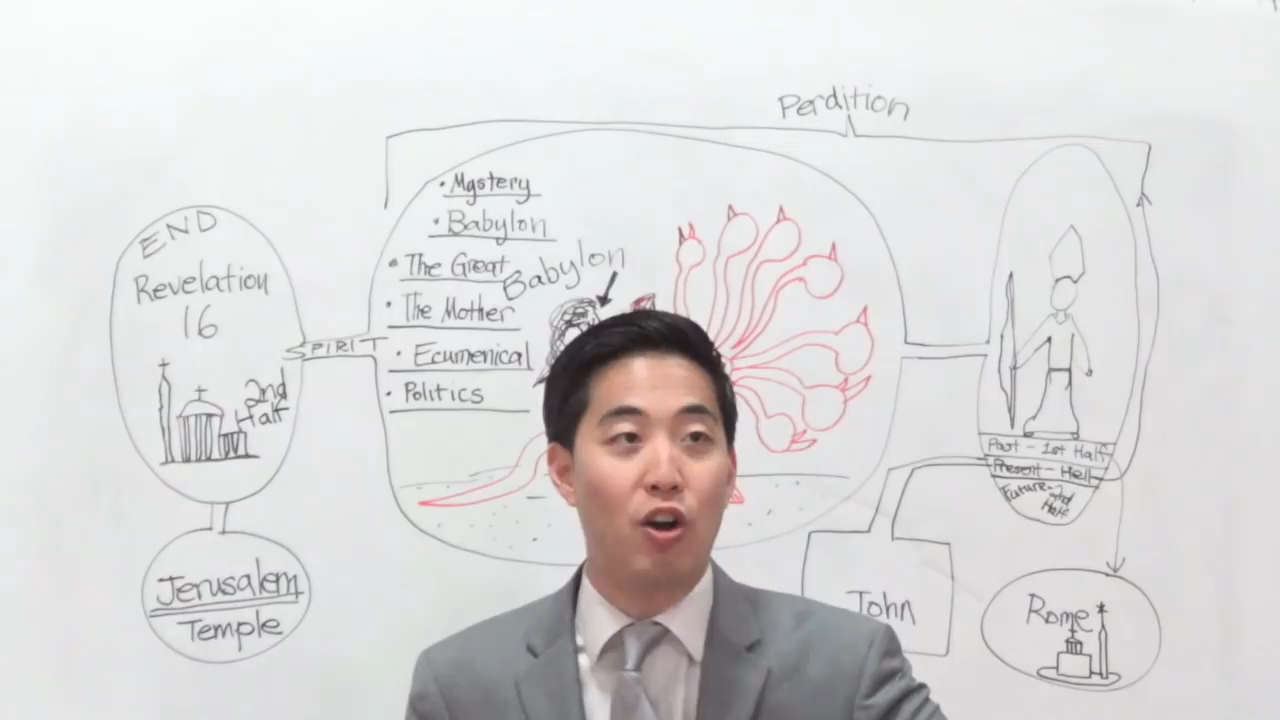 Perdition
END
Revelation
16
2nd
Half
Jerusalem
Temple
SPIRIT
• Mystery
• Babylon
• The Great
• The Mother
• Ecumenical
• Politics
Babylon
Past - 1st Half
Present - Hell
Future - 2nd
Half
John
Rome